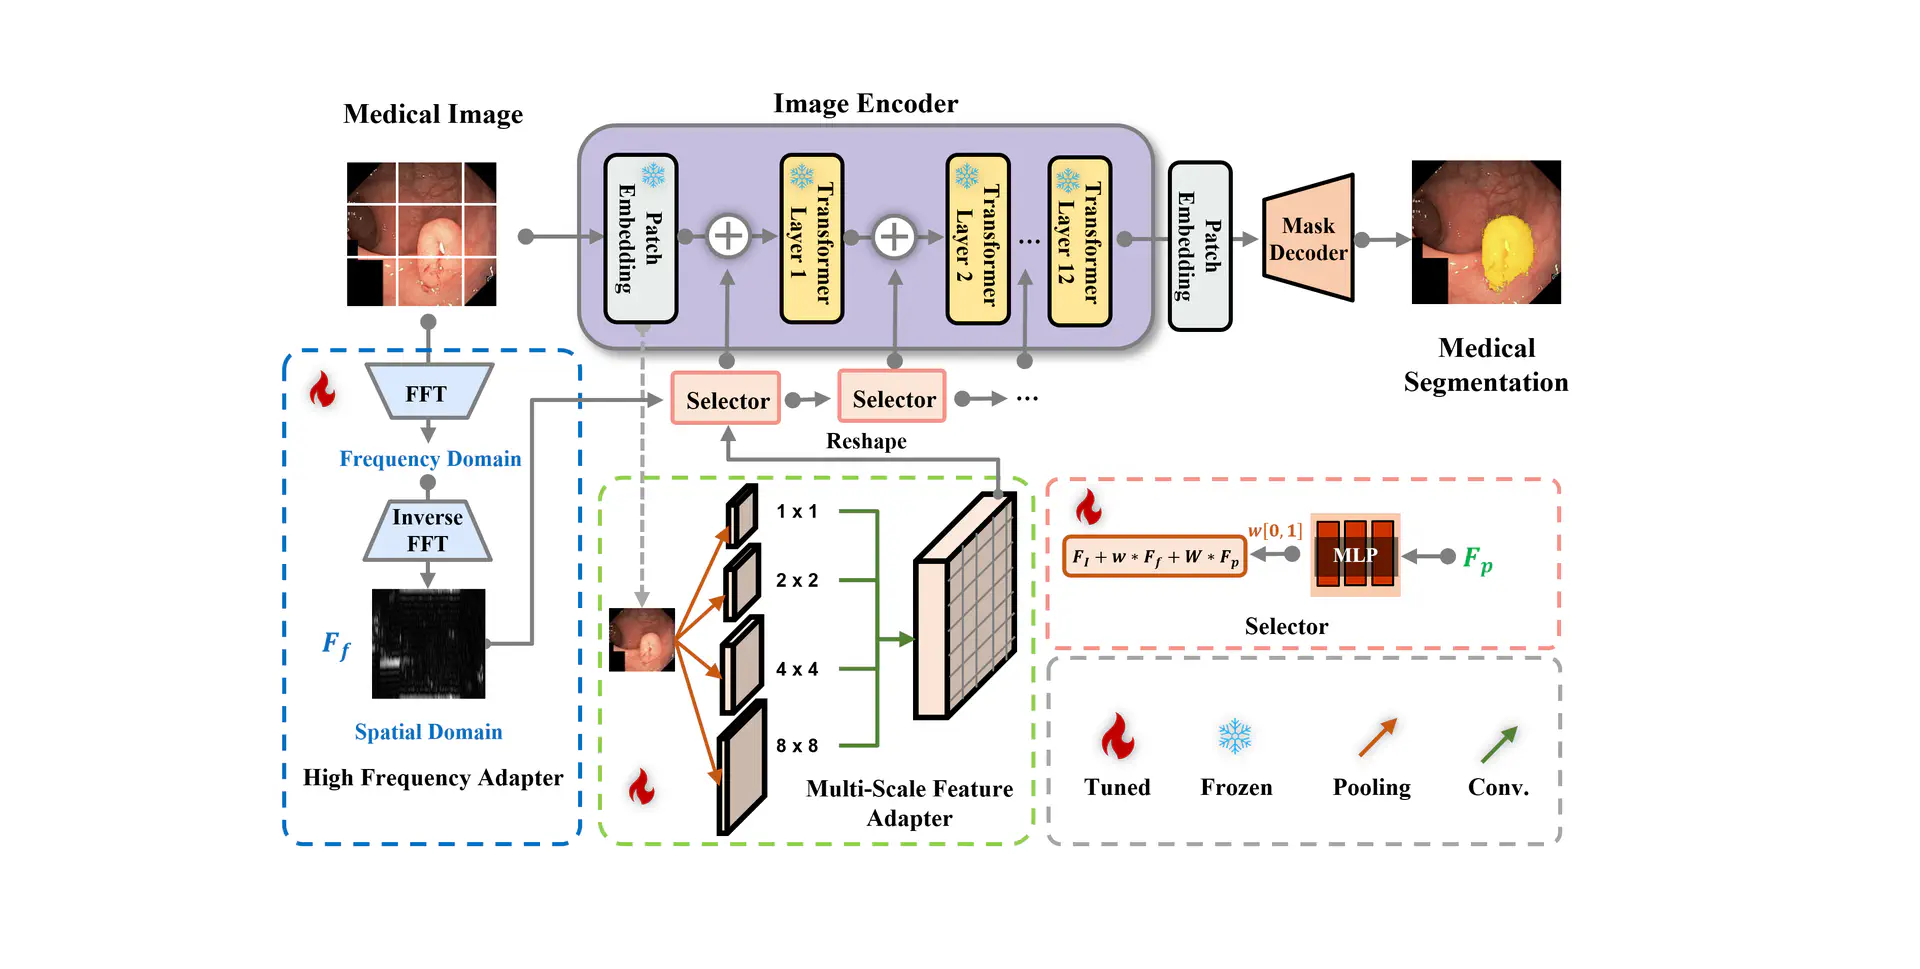 Medical Image
Image Encoder
Patch
Embedding
Transformer
Layer 1
Transformer
Layer 2
...
Transformer
Layer 12
Patch
Embedding
Mask
Decoder
Medical
Segmentation
FFT
Frequency Domain
Inverse
FFT
F_f
Spatial Domain
High Frequency Adapter
Selector
Selector
...
Reshape
1 x 1
2 x 2
4 x 4
8 x 8
Multi-Scale Feature
Adapter
F_I + w * F_f + W * F_p
w[0, 1]
MLP
F_p
Selector
Tuned
Frozen
Pooling
Conv.